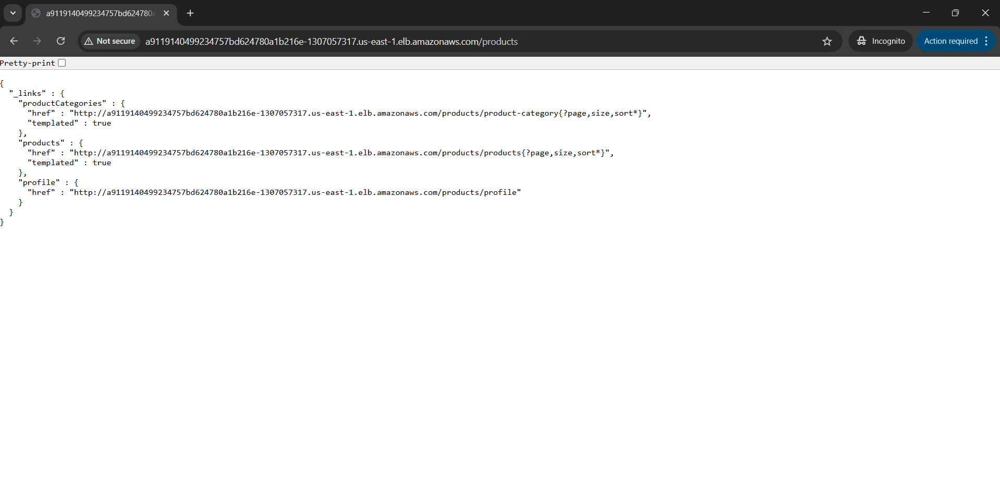 a9119140499234757bd624780a
Not secure
a9119140499234757bd624780a1b216e-1307057317.us-east-1.elb.amazonaws.com/products
Incognito
Action required
Pretty-print
{
  "_links" : {
    "productCategories" : {
      "href" : "http://a9119140499234757bd624780a1b216e-1307057317.us-east-1.elb.amazonaws.com/products/product-category{?page,size,sort*}",
      "templated" : true
    },
    "products" : {
      "href" : "http://a9119140499234757bd624780a1b216e-1307057317.us-east-1.elb.amazonaws.com/products/products{?page,size,sort*}",
      "templated" : true
    },
    "profile" : {
      "href" : "http://a9119140499234757bd624780a1b216e-1307057317.us-east-1.elb.amazonaws.com/products/profile"
    }
  }
}